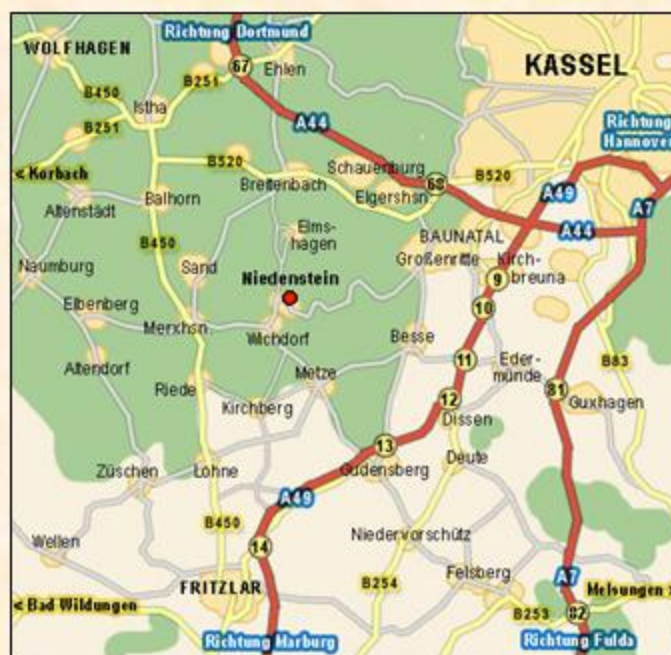 Richtung Dortmund
WOLFHAGEN
67
Ehlen
KASSEL
B251
B450
Istha
A44
B251
Richtung
Hannover
Schauenburg
B520
B520
< Korbach
Breitenbach
68
A49
Balhorn
Elgershsn
A7
Altenstädt
Elms-
hagen
BAUNATAL
A44
B450
Großenritte
Kirch-
breuna
Sand
Naumburg
Niedenstein
9
Elbenberg
10
Merxhsn
Wichdorf
Besse
11
Eder-
münde
B83
Altendorf
Metze
Riede
81
Kirchberg
12
Guxhagen
Dissen
13
Züschen
Lohne
Gudensberg
Deute
A49
B450
Wellen
14
Niedervorschütz
Felsberg
A7
FRITZLAR
B254
Melsungen >
< Bad Wildungen
B253
82
Richtung Marburg
Richtung Fulda